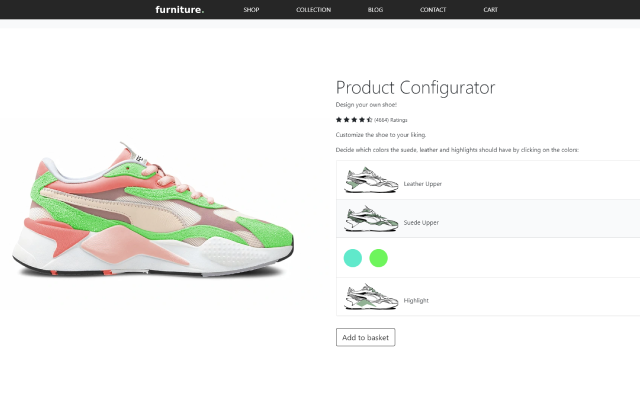 furniture.
SHOP
COLLECTION
BLOG
CONTACT
CART
Product Configurator
Design your own shoe!
(4664) Ratings
Customize the shoe to your liking.
Decide which colors the suede, leather and highlights should have by clicking on the colors:
Leather Upper
Suede Upper
Highlight
Add to basket